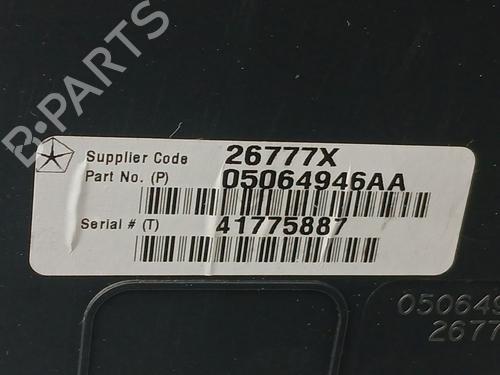 B-PARTS
Supplier Code 26777X
Part No. (P) 05064946AA
Serial # (T) 41775887
050649
2677